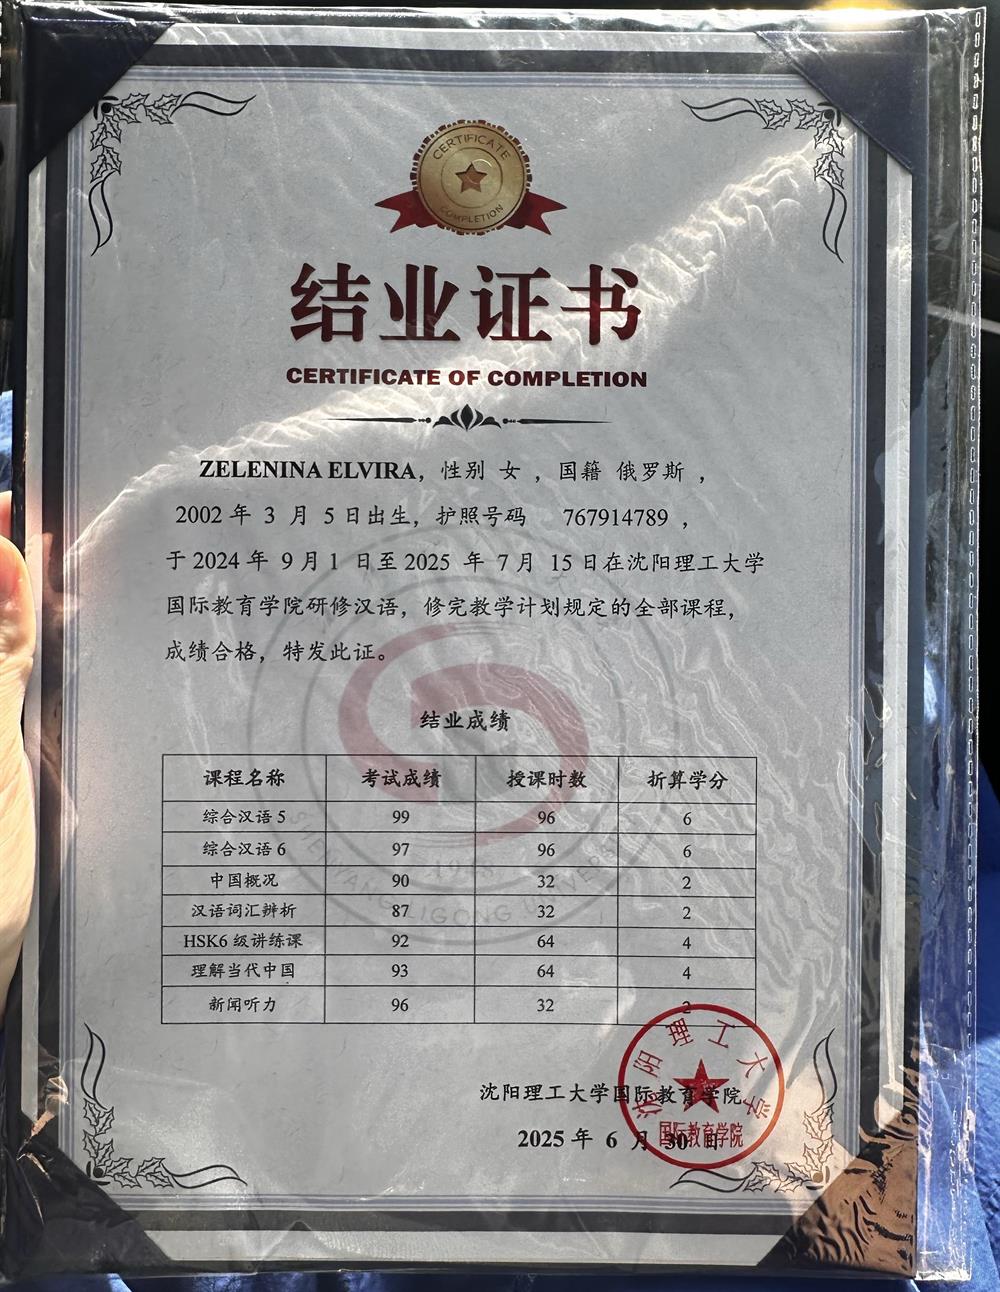 CERTIFICATE
COMPLETION
结业证书
CERTIFICATE OF COMPLETION
ZELENINA ELVIRA，性别 女 ，国籍 俄罗斯 ，
2002 年 3 月 5 日出生，护照号码 767914789 ，
于 2024 年 9 月 1 日至 2025 年 7 月 15 日在沈阳理工大学
国际教育学院研修汉语，修完教学计划规定的全部课程，
成绩合格，特发此证。
结业成绩
课程名称 考试成绩 授课时数 折算学分
综合汉语 5 99 96 6
综合汉语 6 97 96 6
中国概况 90 32 2
汉语词汇辨析 87 32 2
HSK6 级讲练课 92 64 4
理解当代中国 93 64 4
新闻听力 96 32 2
SHENYANG LIGONG UNIVERSITY
沈阳理工大学国际教育学院
2025 年 6 月 30 日
沈阳理工大学
国际教育学院